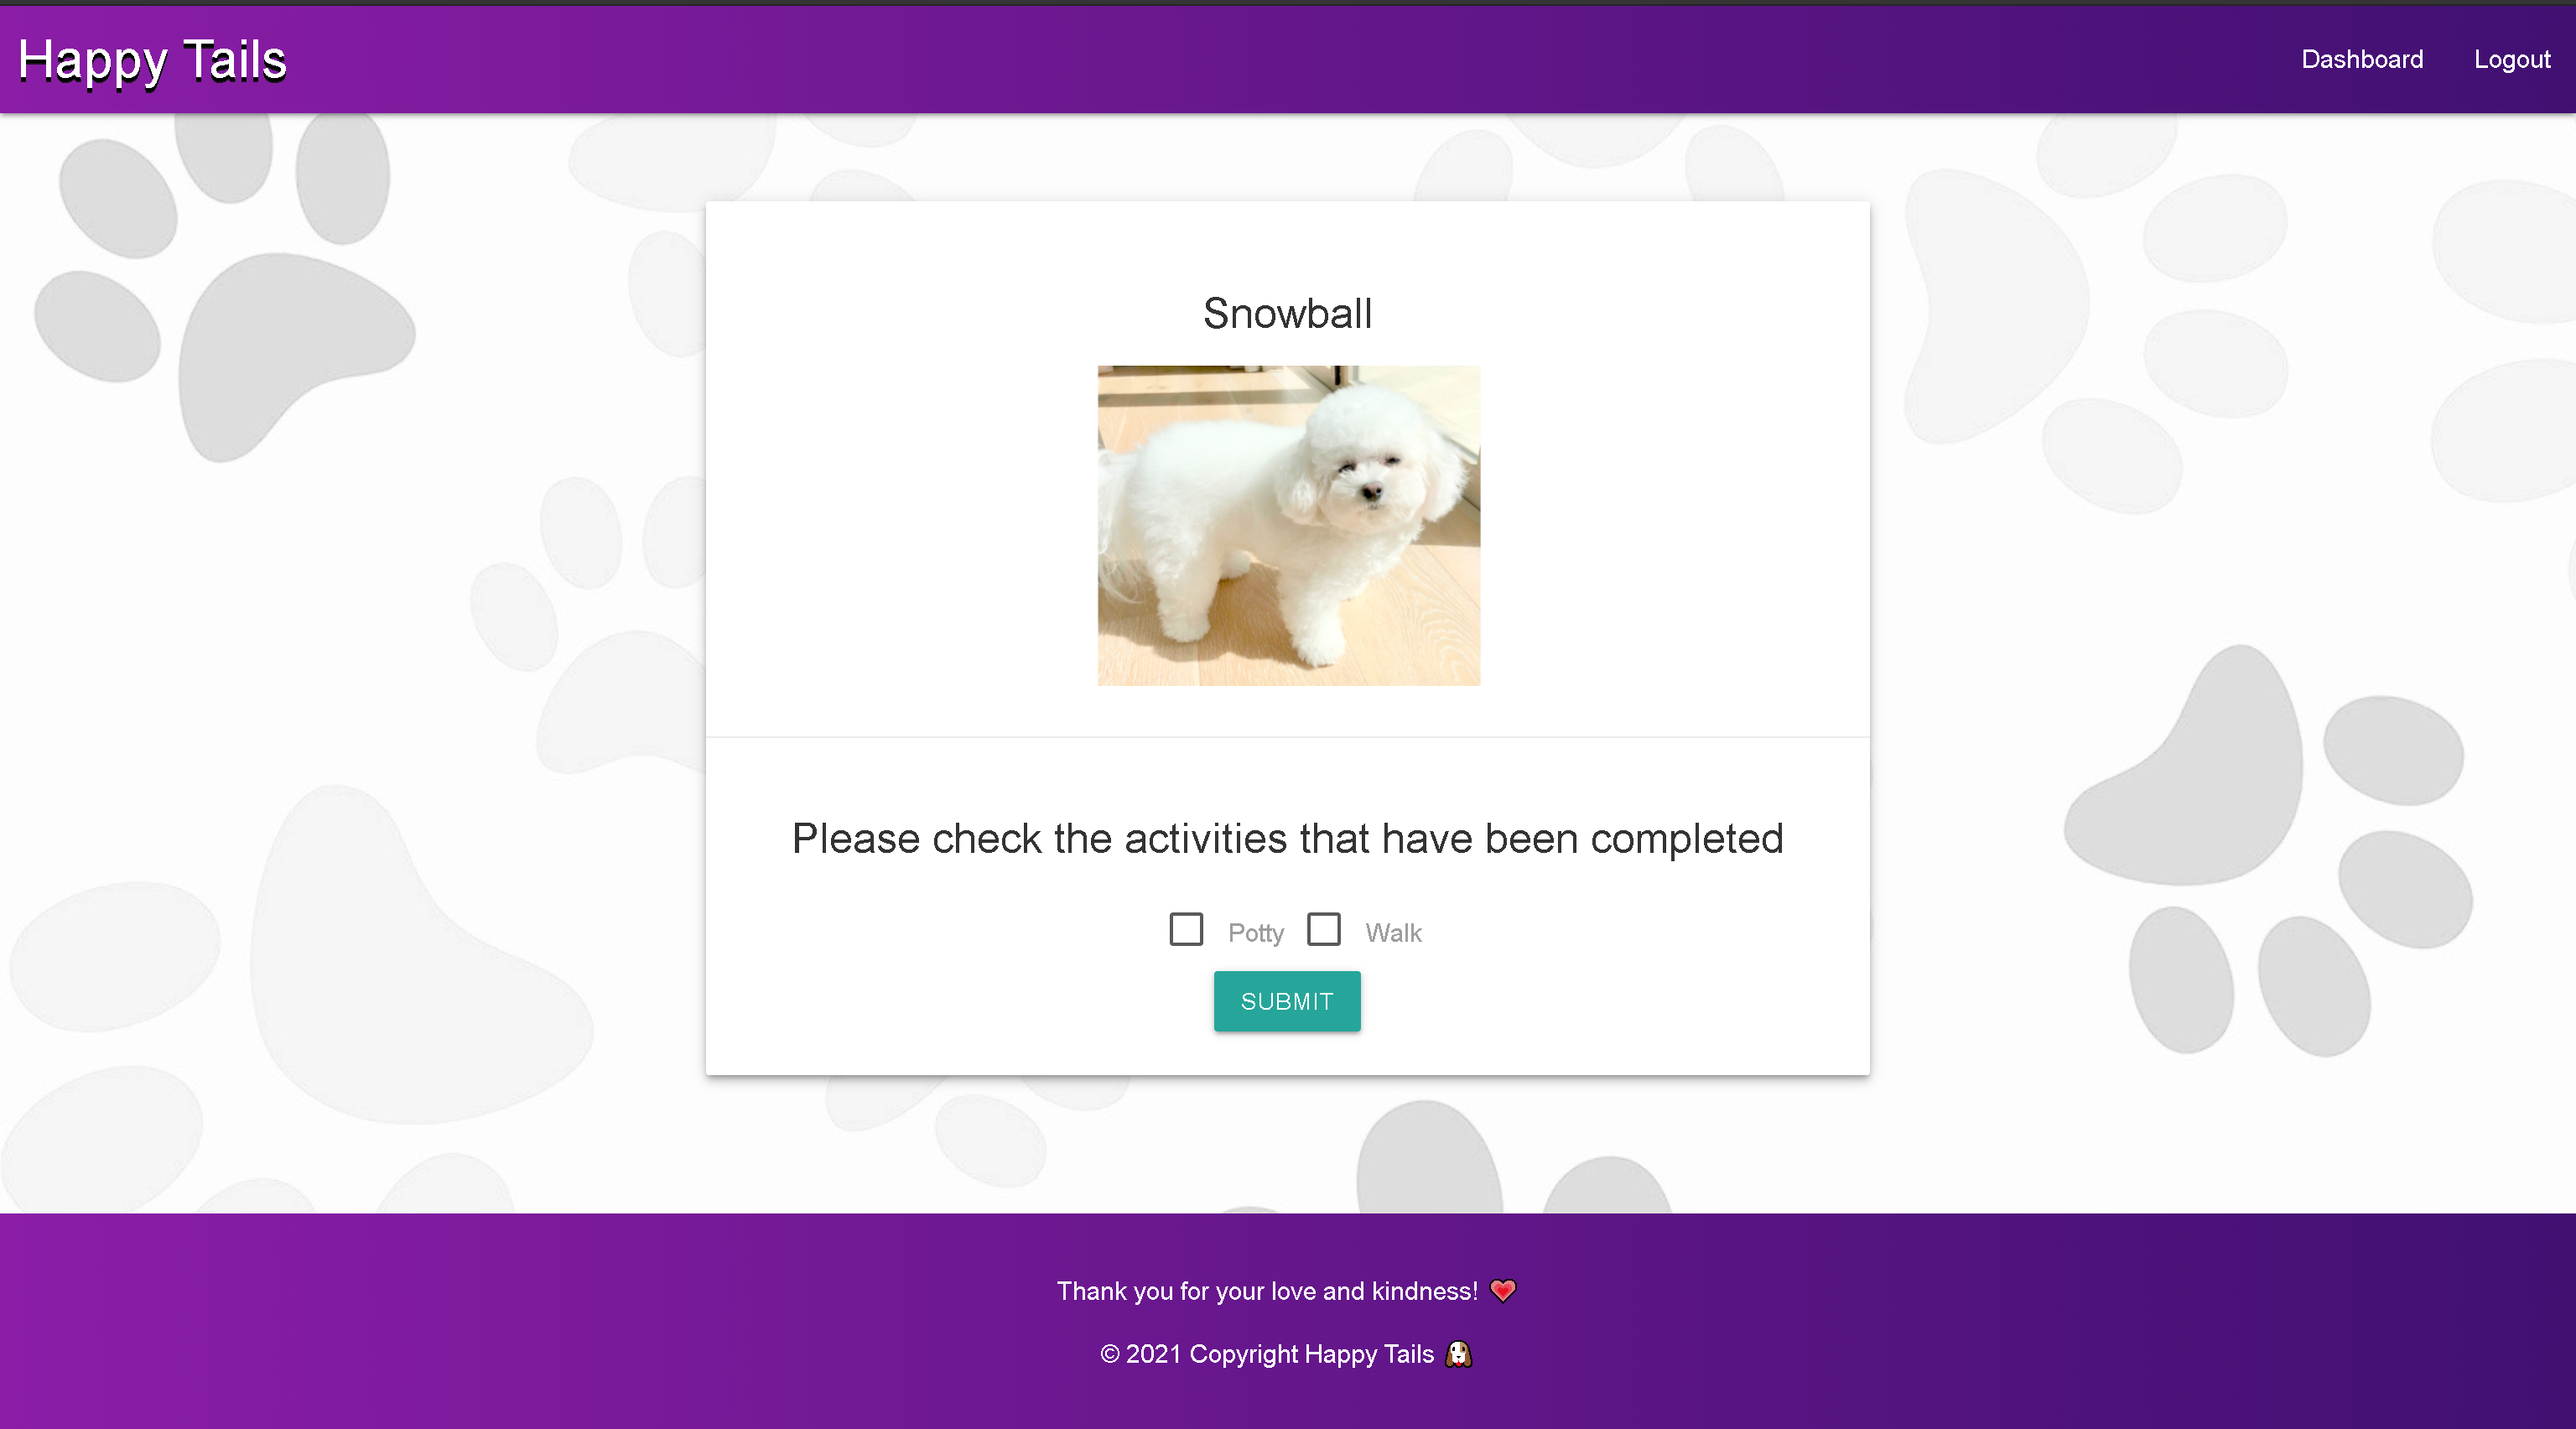 Happy Tails
Dashboard Logout
Snowball
Please check the activities that have been completed
Potty Walk
SUBMIT
Thank you for your love and kindness! 💗
© 2021 Copyright Happy Tails 🐶